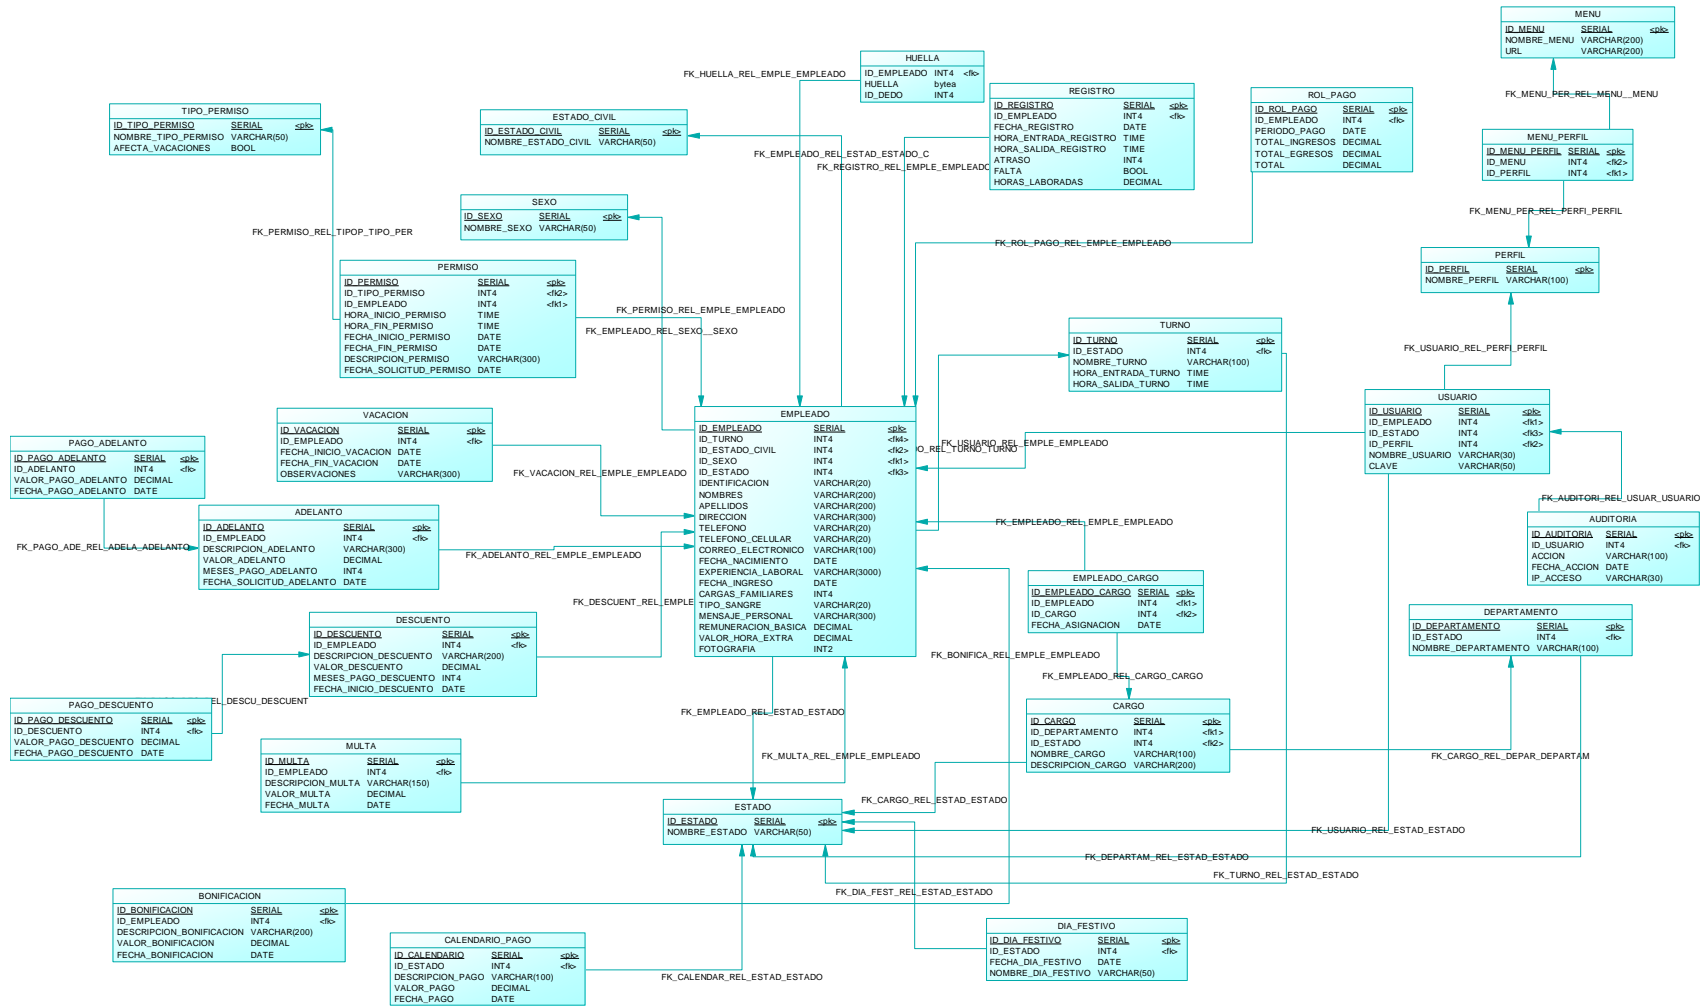 MENU
ID_MENU SERIAL <pk>
NOMBRE_MENU VARCHAR(200)
URL VARCHAR(200)
FK_MENU_PER_REL_MENU__MENU
HUELLA
ID_EMPLEADO INT4 <fk>
HUELLA bytea
ID_DEDO INT4
FK_HUELLA_REL_EMPLE_EMPLEADO
REGISTRO
ID_REGISTRO SERIAL <pk>
ID_EMPLEADO INT4 <fk>
FECHA_REGISTRO DATE
HORA_ENTRADA_REGISTRO TIME
HORA_SALIDA_REGISTRO TIME
ATRASO INT4
FALTA BOOL
HORAS_LABORADAS DECIMAL
ROL_PAGO
ID_ROL_PAGO SERIAL <pk>
ID_EMPLEADO INT4 <fk>
PERIODO_PAGO DATE
TOTAL_INGRESOS DECIMAL
TOTAL_EGRESOS DECIMAL
TOTAL DECIMAL
TIPO_PERMISO
ID_TIPO_PERMISO SERIAL <pk>
NOMBRE_TIPO_PERMISO VARCHAR(50)
AFECTA_VACACIONES BOOL
ESTADO_CIVIL
ID_ESTADO_CIVIL SERIAL <pk>
NOMBRE_ESTADO_CIVIL VARCHAR(50)
FK_EMPLEADO_REL_ESTAD_ESTADO_C
FK_REGISTRO_REL_EMPLE_EMPLEADO
MENU_PERFIL
ID_MENU_PERFIL SERIAL <pk>
ID_MENU INT4 <fk2>
ID_PERFIL INT4 <fk1>
FK_MENU_PER_REL_PERFI_PERFIL
SEXO
ID_SEXO SERIAL <pk>
NOMBRE_SEXO VARCHAR(50)
FK_PERMISO_REL_TIPOP_TIPO_PER
FK_ROL_PAGO_REL_EMPLE_EMPLEADO
PERFIL
ID_PERFIL SERIAL <pk>
NOMBRE_PERFIL VARCHAR(100)
PERMISO
ID_PERMISO SERIAL <pk>
ID_TIPO_PERMISO INT4 <fk2>
ID_EMPLEADO INT4 <fk1>
HORA_INICIO_PERMISO TIME
HORA_FIN_PERMISO TIME
FECHA_INICIO_PERMISO DATE
FECHA_FIN_PERMISO DATE
DESCRIPCION_PERMISO VARCHAR(300)
FECHA_SOLICITUD_PERMISO DATE
FK_PERMISO_REL_EMPLE_EMPLEADO
FK_EMPLEADO_REL_SEXO__SEXO
TURNO
ID_TURNO SERIAL <pk>
ID_ESTADO INT4 <fk>
NOMBRE_TURNO VARCHAR(100)
HORA_ENTRADA_TURNO TIME
HORA_SALIDA_TURNO TIME
FK_USUARIO_REL_PERFI_PERFIL
USUARIO
ID_USUARIO SERIAL <pk>
ID_EMPLEADO INT4 <fk1>
ID_ESTADO INT4 <fk3>
ID_PERFIL INT4 <fk2>
NOMBRE_USUARIO VARCHAR(30)
CLAVE VARCHAR(50)
VACACION
ID_VACACION SERIAL <pk>
ID_EMPLEADO INT4 <fk>
FECHA_INICIO_VACACION DATE
FECHA_FIN_VACACION DATE
OBSERVACIONES VARCHAR(300)
FK_VACACION_REL_EMPLE_EMPLEADO
EMPLEADO
ID_EMPLEADO SERIAL <pk>
ID_TURNO INT4 <fk4>
ID_ESTADO_CIVIL INT4 <fk2>
ID_SEXO INT4 <fk1>
ID_ESTADO INT4 <fk3>
IDENTIFICACION VARCHAR(20)
NOMBRES VARCHAR(200)
APELLIDOS VARCHAR(200)
DIRECCION VARCHAR(300)
TELEFONO VARCHAR(20)
TELEFONO_CELULAR VARCHAR(20)
CORREO_ELECTRONICO VARCHAR(100)
FECHA_NACIMIENTO DATE
EXPERIENCIA_LABORAL VARCHAR(3000)
FECHA_INGRESO DATE
CARGAS_FAMILIARES INT4
TIPO_SANGRE VARCHAR(20)
MENSAJE_PERSONAL VARCHAR(300)
REMUNERACION_BASICA DECIMAL
VALOR_HORA_EXTRA DECIMAL
FOTOGRAFIA INT2
FK_USUARIO_REL_EMPLE_EMPLEADO
O_REL_TURNO_TURNO
PAGO_ADELANTO
ID_PAGO_ADELANTO SERIAL <pk>
ID_ADELANTO INT4 <fk>
VALOR_PAGO_ADELANTO DECIMAL
FECHA_PAGO_ADELANTO DATE
FK_PAGO_ADE_REL_ADELA_ADELANTO
ADELANTO
ID_ADELANTO SERIAL <pk>
ID_EMPLEADO INT4 <fk>
DESCRIPCION_ADELANTO VARCHAR(300)
VALOR_ADELANTO DECIMAL
MESES_PAGO_ADELANTO INT4
FECHA_SOLICITUD_ADELANTO DATE
FK_ADELANTO_REL_EMPLE_EMPLEADO
FK_EMPLEADO_REL_EMPLE_EMPLEADO
FK_AUDITORI_REL_USUAR_USUARIO
AUDITORIA
ID_AUDITORIA SERIAL <pk>
ID_USUARIO INT4 <fk>
ACCION VARCHAR(100)
FECHA_ACCION DATE
IP_ACCESO VARCHAR(30)
EMPLEADO_CARGO
ID_EMPLEADO_CARGO SERIAL <pk>
ID_EMPLEADO INT4 <fk1>
ID_CARGO INT4 <fk2>
FECHA_ASIGNACION DATE
FK_DESCUENT_REL_EMPLE
DESCUENTO
ID_DESCUENTO SERIAL <pk>
ID_EMPLEADO INT4 <fk>
DESCRIPCION_DESCUENTO VARCHAR(200)
VALOR_DESCUENTO DECIMAL
MESES_PAGO_DESCUENTO INT4
FECHA_INICIO_DESCUENTO DATE
DEPARTAMENTO
ID_DEPARTAMENTO SERIAL <pk>
ID_ESTADO INT4 <fk>
NOMBRE_DEPARTAMENTO VARCHAR(100)
FK_BONIFICA_REL_EMPLE_EMPLEADO
FK_EMPLEADO_REL_CARGO_CARGO
EL_DESCU_DESCUENT
PAGO_DESCUENTO
ID_PAGO_DESCUENTO SERIAL <pk>
ID_DESCUENTO INT4 <fk>
VALOR_PAGO_DESCUENTO DECIMAL
FECHA_PAGO_DESCUENTO DATE
FK_EMPLEADO_REL_ESTAD_ESTADO
CARGO
ID_CARGO SERIAL <pk>
ID_DEPARTAMENTO INT4 <fk1>
ID_ESTADO INT4 <fk2>
NOMBRE_CARGO VARCHAR(100)
DESCRIPCION_CARGO VARCHAR(200)
FK_CARGO_REL_DEPAR_DEPARTAM
MULTA
ID_MULTA SERIAL <pk>
ID_EMPLEADO INT4 <fk>
DESCRIPCION_MULTA VARCHAR(150)
VALOR_MULTA DECIMAL
FECHA_MULTA DATE
FK_MULTA_REL_EMPLE_EMPLEADO
FK_CARGO_REL_ESTAD_ESTADO
ESTADO
ID_ESTADO SERIAL <pk>
NOMBRE_ESTADO VARCHAR(50)
FK_USUARIO_REL_ESTAD_ESTADO
FK_DEPARTAM_REL_ESTAD_ESTADO
FK_TURNO_REL_ESTAD_ESTADO
FK_DIA_FEST_REL_ESTAD_ESTADO
BONIFICACION
ID_BONIFICACION SERIAL <pk>
ID_EMPLEADO INT4 <fk>
DESCRIPCION_BONIFICACION VARCHAR(200)
VALOR_BONIFICACION DECIMAL
FECHA_BONIFICACION DATE
CALENDARIO_PAGO
ID_CALENDARIO SERIAL <pk>
ID_ESTADO INT4 <fk>
DESCRIPCION_PAGO VARCHAR(100)
VALOR_PAGO DECIMAL
FECHA_PAGO DATE
FK_CALENDAR_REL_ESTAD_ESTADO
DIA_FESTIVO
ID_DIA_FESTIVO SERIAL <pk>
ID_ESTADO INT4 <fk>
FECHA_DIA_FESTIVO DATE
NOMBRE_DIA_FESTIVO VARCHAR(50)